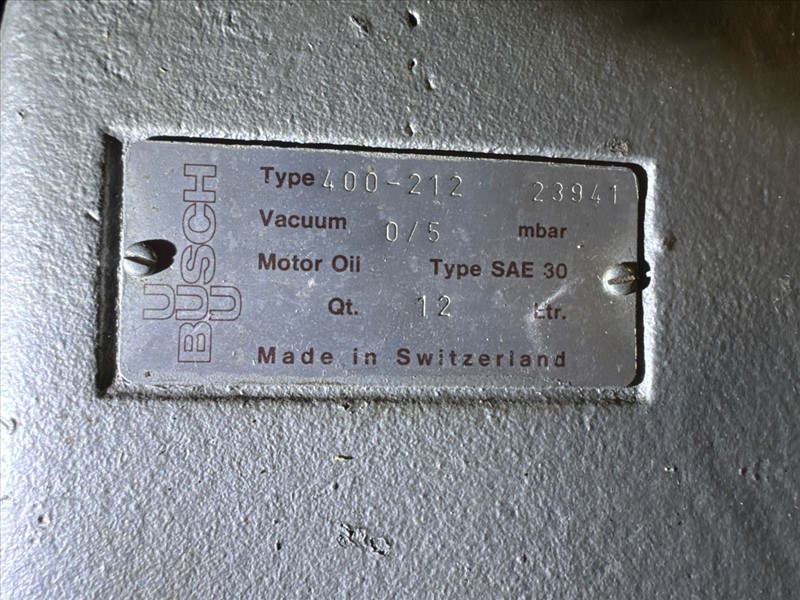 BUSCH
Type 400-212 23941
Vacuum 0/5 mbar
Motor Oil Type SAE 30
Qt. 12 Ltr.
Made in Switzerland